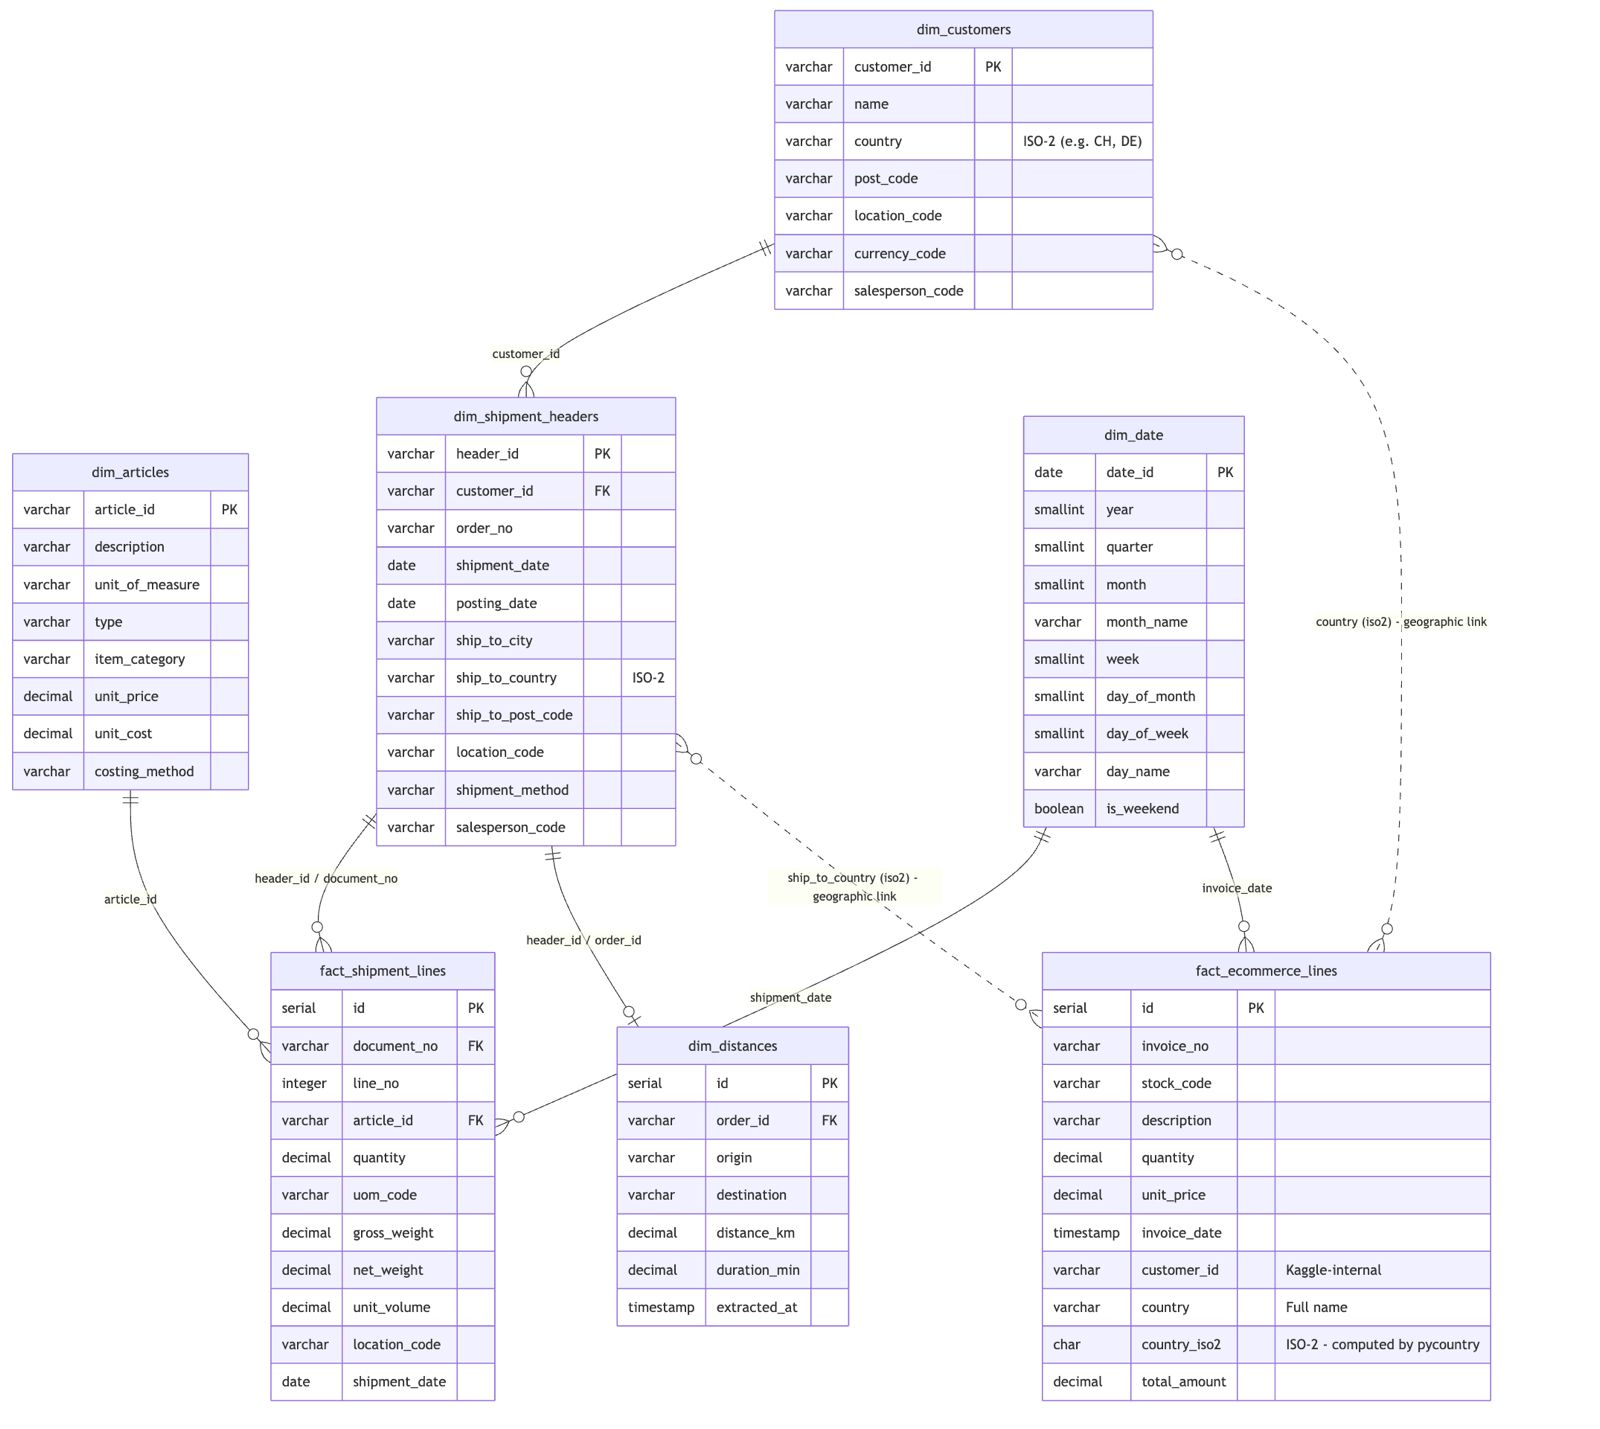 dim_customers
varchar customer_id PK
varchar name
varchar country ISO-2 (e.g. CH, DE)
varchar post_code
varchar location_code
varchar currency_code
varchar salesperson_code
customer_id
dim_shipment_headers
varchar header_id PK
varchar customer_id FK
varchar order_no
date shipment_date
date posting_date
varchar ship_to_city
varchar ship_to_country ISO-2
varchar ship_to_post_code
varchar location_code
varchar shipment_method
varchar salesperson_code
dim_date
date date_id PK
smallint year
smallint quarter
smallint month
varchar month_name
smallint week
smallint day_of_month
smallint day_of_week
varchar day_name
boolean is_weekend
dim_articles
varchar article_id PK
varchar description
varchar unit_of_measure
varchar type
varchar item_category
decimal unit_price
decimal unit_cost
varchar costing_method
country (iso2) - geographic link
article_id
header_id / document_no
header_id / order_id
ship_to_country (iso2) -
geographic link
invoice_date
shipment_date
fact_shipment_lines
serial id PK
varchar document_no FK
integer line_no
varchar article_id FK
decimal quantity
varchar uom_code
decimal gross_weight
decimal net_weight
decimal unit_volume
varchar location_code
date shipment_date
dim_distances
serial id PK
varchar order_id FK
varchar origin
varchar destination
decimal distance_km
decimal duration_min
timestamp extracted_at
fact_ecommerce_lines
serial id PK
varchar invoice_no
varchar stock_code
varchar description
decimal quantity
decimal unit_price
timestamp invoice_date
varchar customer_id Kaggle-internal
varchar country Full name
char country_iso2 ISO-2 - computed by pycountry
decimal total_amount